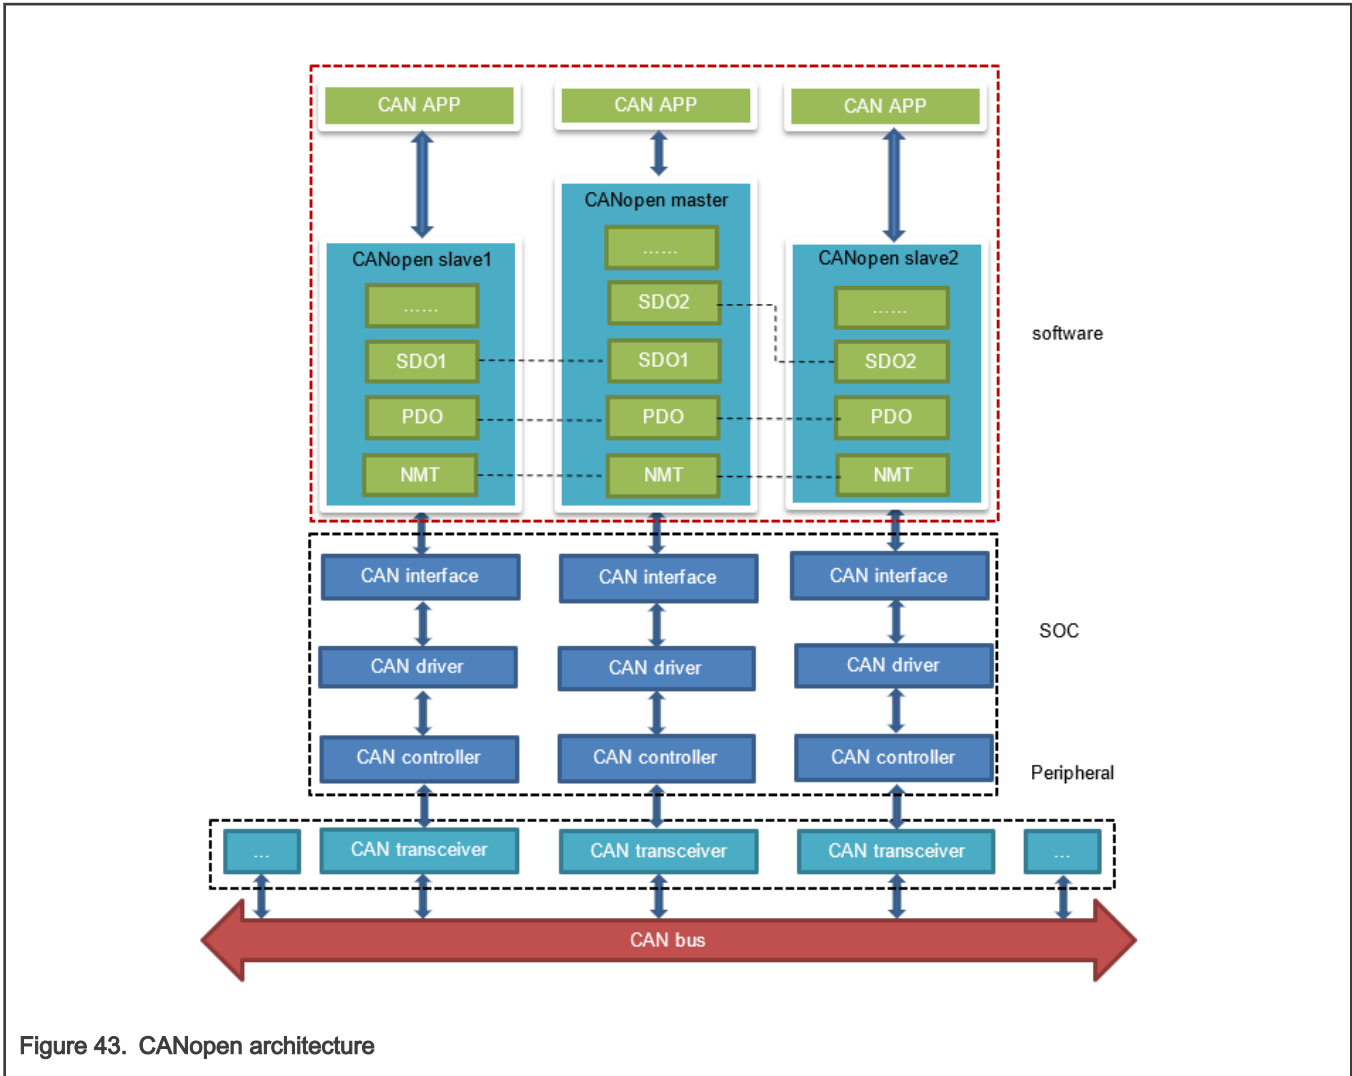 CAN APP
CAN APP
CAN APP
CANopen slave1
......
SDO1
PDO
NMT
CANopen master
......
SDO2
SDO1
PDO
NMT
CANopen slave2
......
SDO2
PDO
NMT
software
CAN interface
CAN interface
CAN interface
SOC
CAN driver
CAN driver
CAN driver
CAN controller
CAN controller
CAN controller
Peripheral
...
CAN transceiver
CAN transceiver
CAN transceiver
...
CAN bus
Figure 43. CANopen architecture